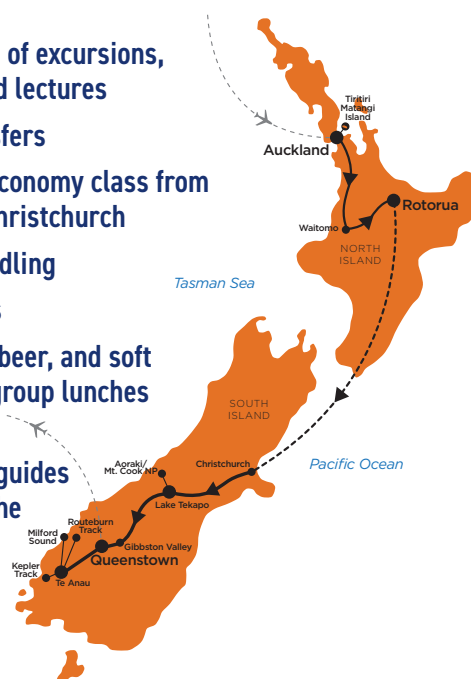 of excursions,
d lectures
sfers
economy class from
hristchurch
dling
s
beer, and soft
group lunches
guides
ne
Tiritiri
Matangi
Island
Auckland
Waitomo
Rotorua
NORTH
ISLAND
Tasman Sea
SOUTH
ISLAND
Pacific Ocean
Aoraki/
Mt. Cook NP
Christchurch
Lake Tekapo
Routeburn
Track
Milford
Sound
Gibbston Valley
Queenstown
Kepler
Track
Te Anau